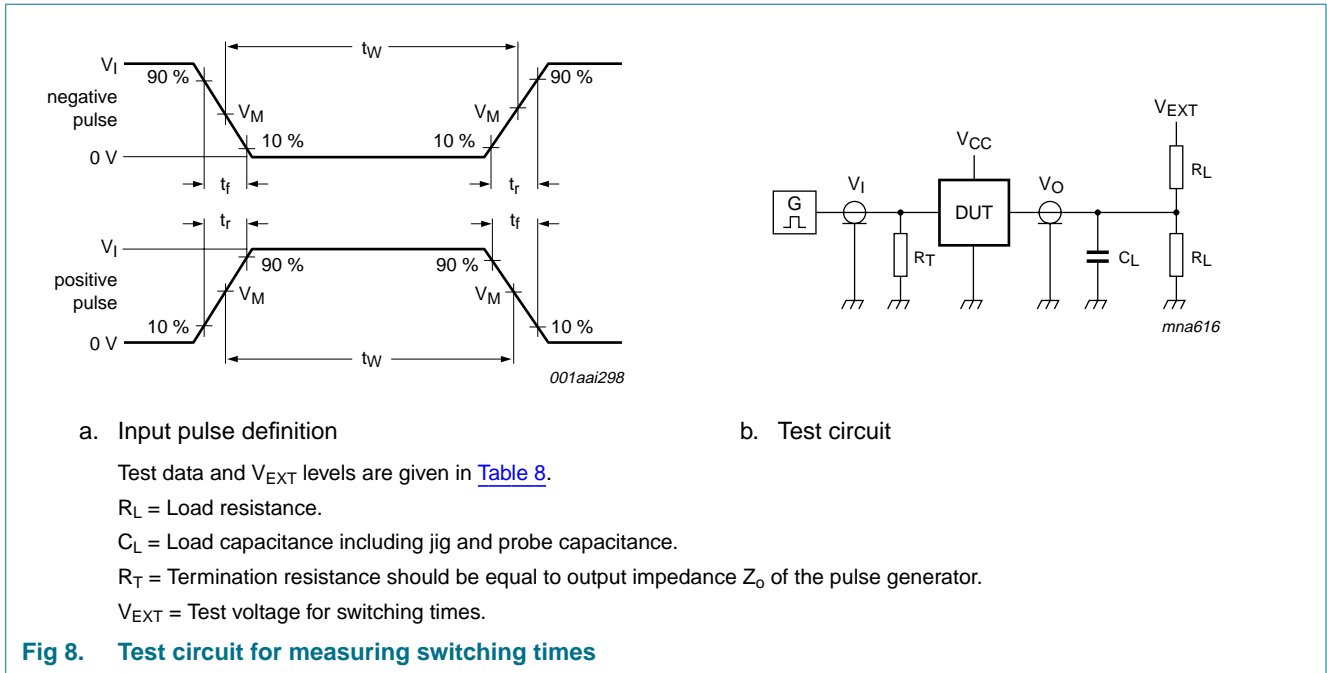 V_I
90 %
t_W
90 %
negative
pulse
V_M
V_M
10 %
10 %
0 V
t_f
t_r
t_r
t_f
V_I
90 %
90 %
positive
pulse
V_M
V_M
10 %
10 %
0 V
t_W
001aai298
V_EXT
V_CC
R_L
V_I
V_O
G
DUT
R_T
C_L
R_L
mna616
a. Input pulse definition
b. Test circuit
Test data and V_EXT levels are given in Table 8.
R_L = Load resistance.
C_L = Load capacitance including jig and probe capacitance.
R_T = Termination resistance should be equal to output impedance Z_o of the pulse generator.
V_EXT = Test voltage for switching times.
Fig 8. Test circuit for measuring switching times